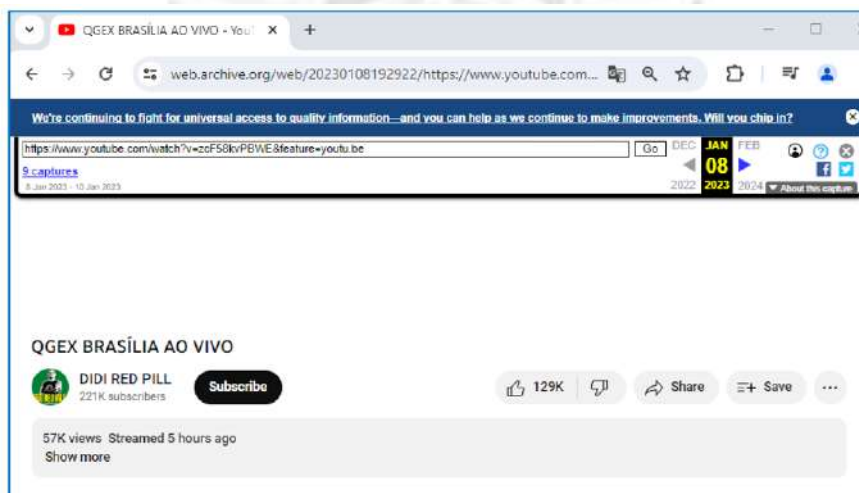 QGEX BRASÍLIA AO VIVO - You
web.archive.org/web/20230108192922/https://www.youtube.com...
We're continuing to fight for universal access to quality information—and you can help as we continue to make improvements. Will you chip in?
https://www.youtube.com/watch?v=zcF58kvPBWE&feature=youtu.be Go DEC JAN FEB
9 captures 08
8 Jan 2023 - 10 Jan 2023 2022 2023 2024 About this capture
QGEX BRASÍLIA AO VIVO
DIDI RED PILL
221K subscribers
Subscribe
129K Share Save
57K views Streamed 5 hours ago
Show more